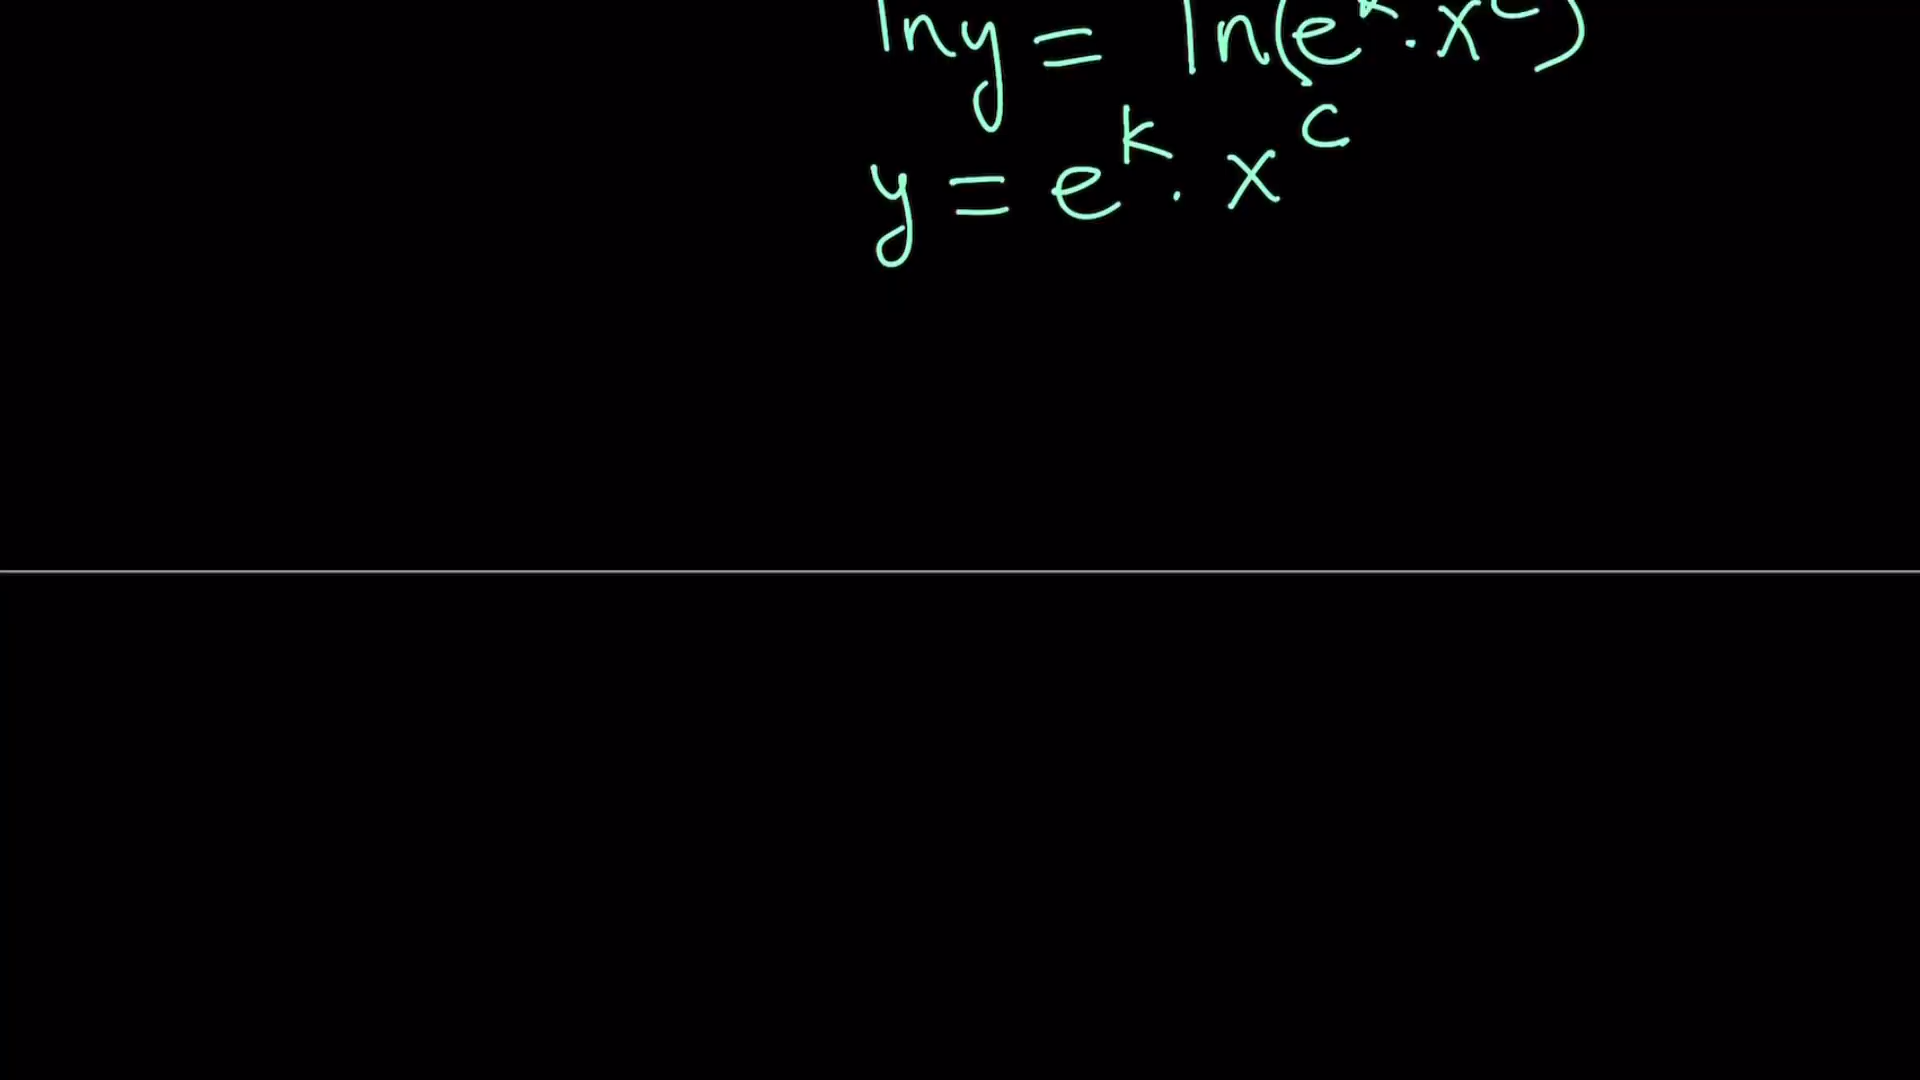 ln y = ln(e^k · x^c)
y = e^k · x^c